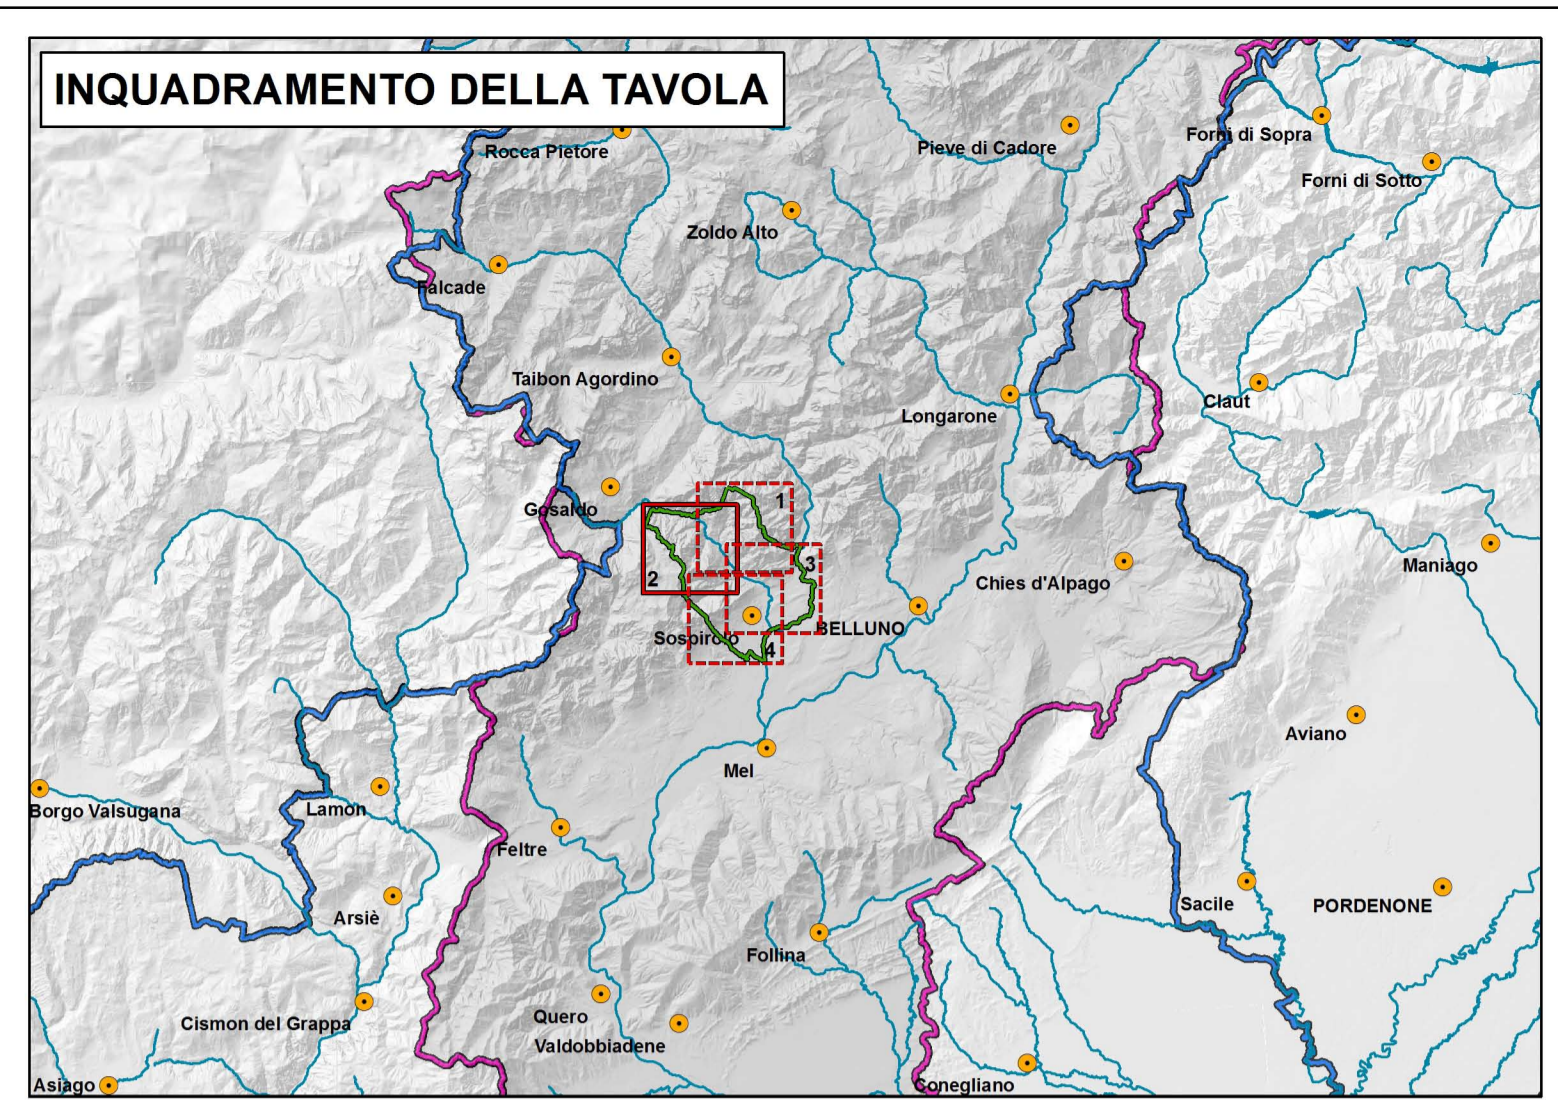 INQUADRAMENTO DELLA TAVOLA
Rocca Pietore
Pieve di Cadore
Forni di Sopra
Forni di Sotto
Zoldo Alto
Falcade
Taibon Agordino
Longarone
Claut
Gosaldo
1
2
3
Chies d'Alpago
Maniago
Sospirolo
BELLUNO
4
Aviano
Mel
Borgo Valsugana
Lamon
Feltre
Arsiè
Sacile
PORDENONE
Follina
Cismon del Grappa
Quero
Valdobbiadene
Asiago
Conegliano